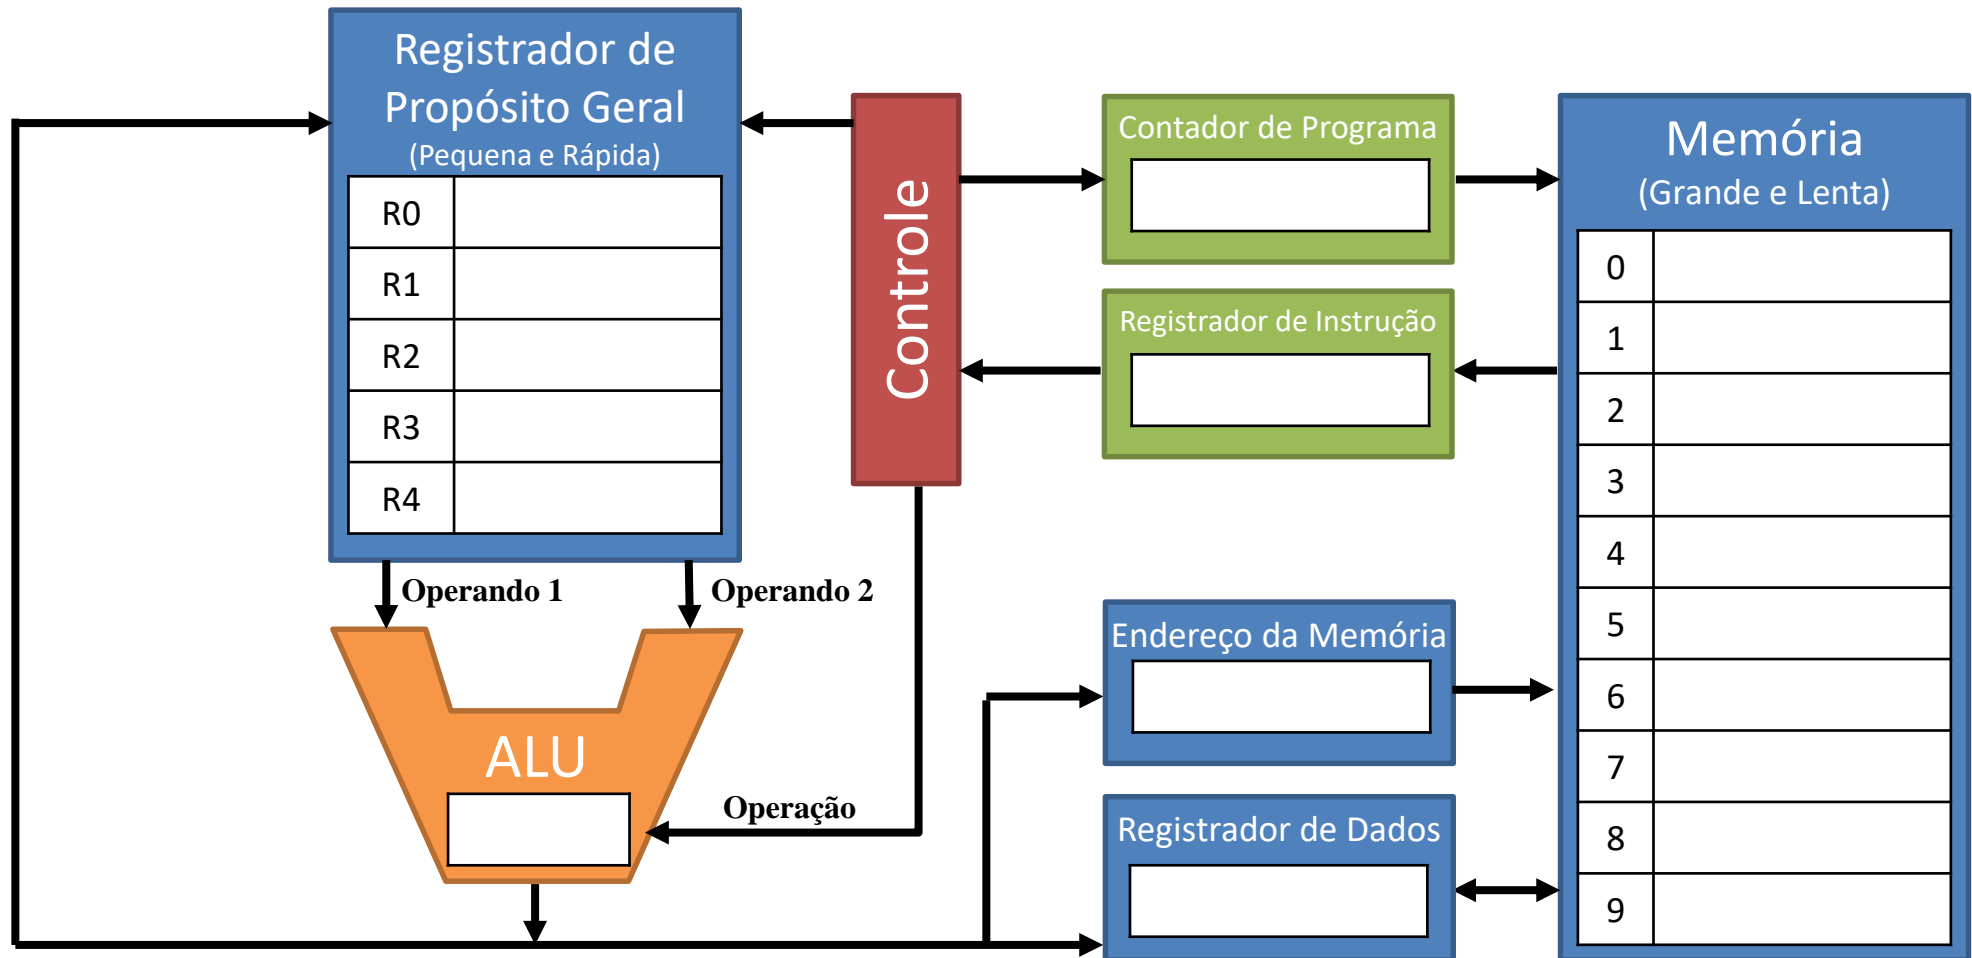 Registrador de
Propósito Geral
(Pequena e Rápida)
R0
R1
R2
R3
R4
Operando 1
Operando 2
ALU
Operação
Controle
Contador de Programa
Registrador de Instrução
Endereço da Memória
Registrador de Dados
Memória
(Grande e Lenta)
0
1
2
3
4
5
6
7
8
9